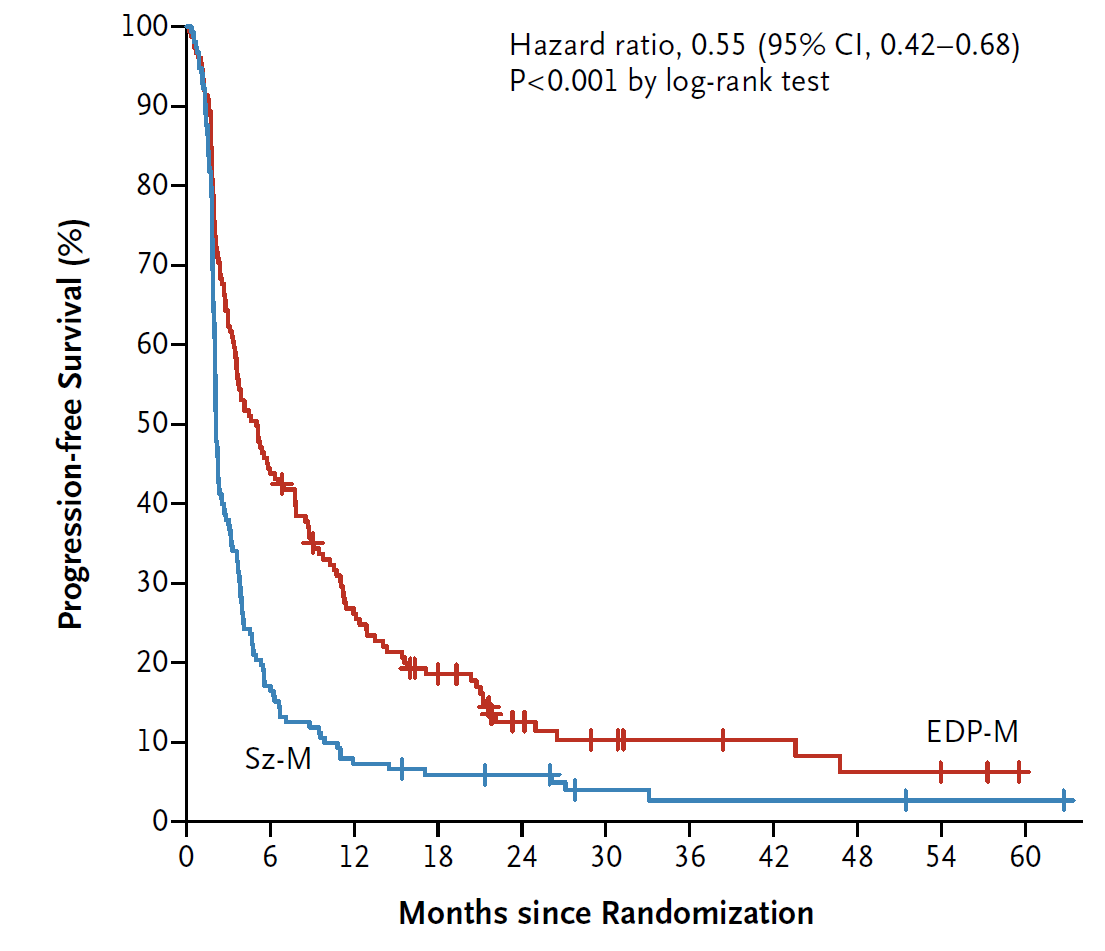 Hazard ratio, 0.55 (95% CI, 0.42–0.68)
P<0.001 by log-rank test
Progression-free Survival (%)
100
90
80
70
60
50
40
30
20
10
0
EDP-M
Sz-M
0 6 12 18 24 30 36 42 48 54 60
Months since Randomization